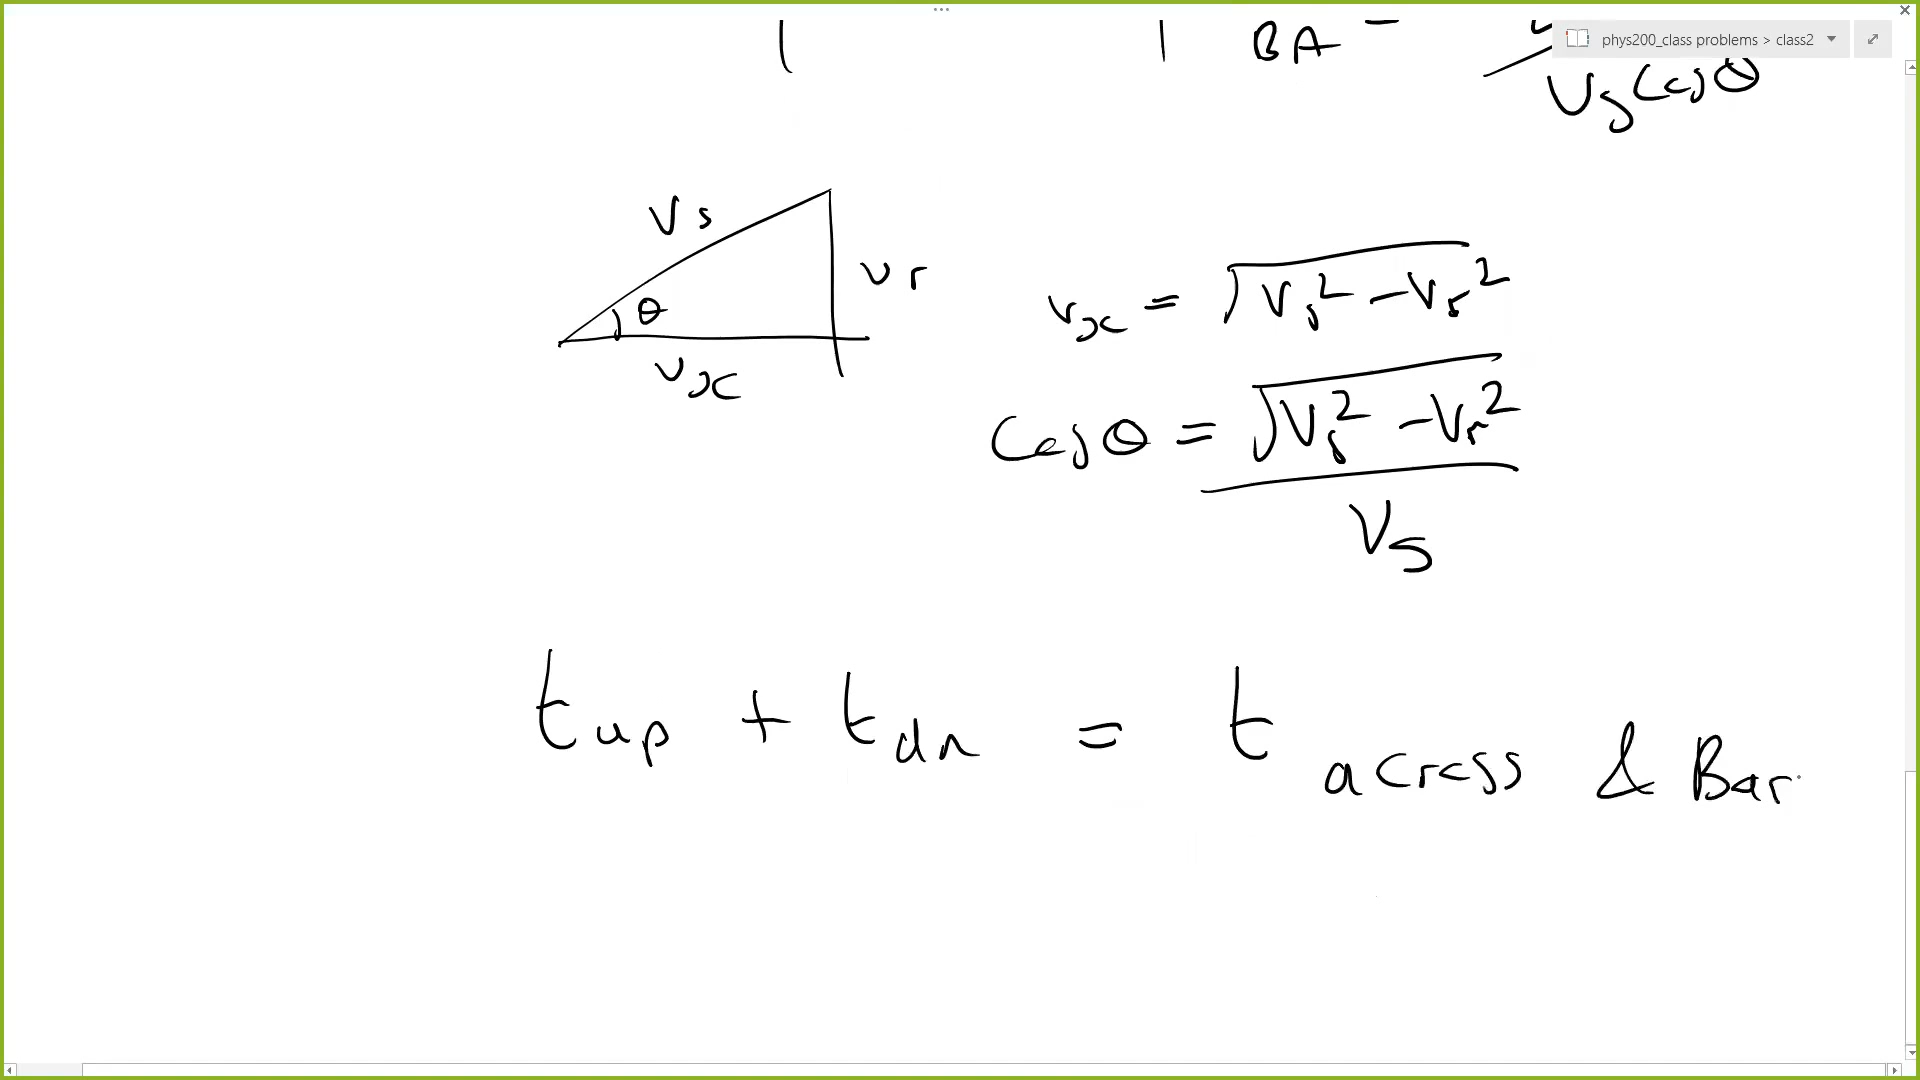 phys200_class problems > class2
BA =
Vs Cos θ
Vs
Vr
θ
Vx
Vx = √Vs² - Vr²
Cos θ = √Vs² - Vr²
Vs
tup + tdn = t across & Bar